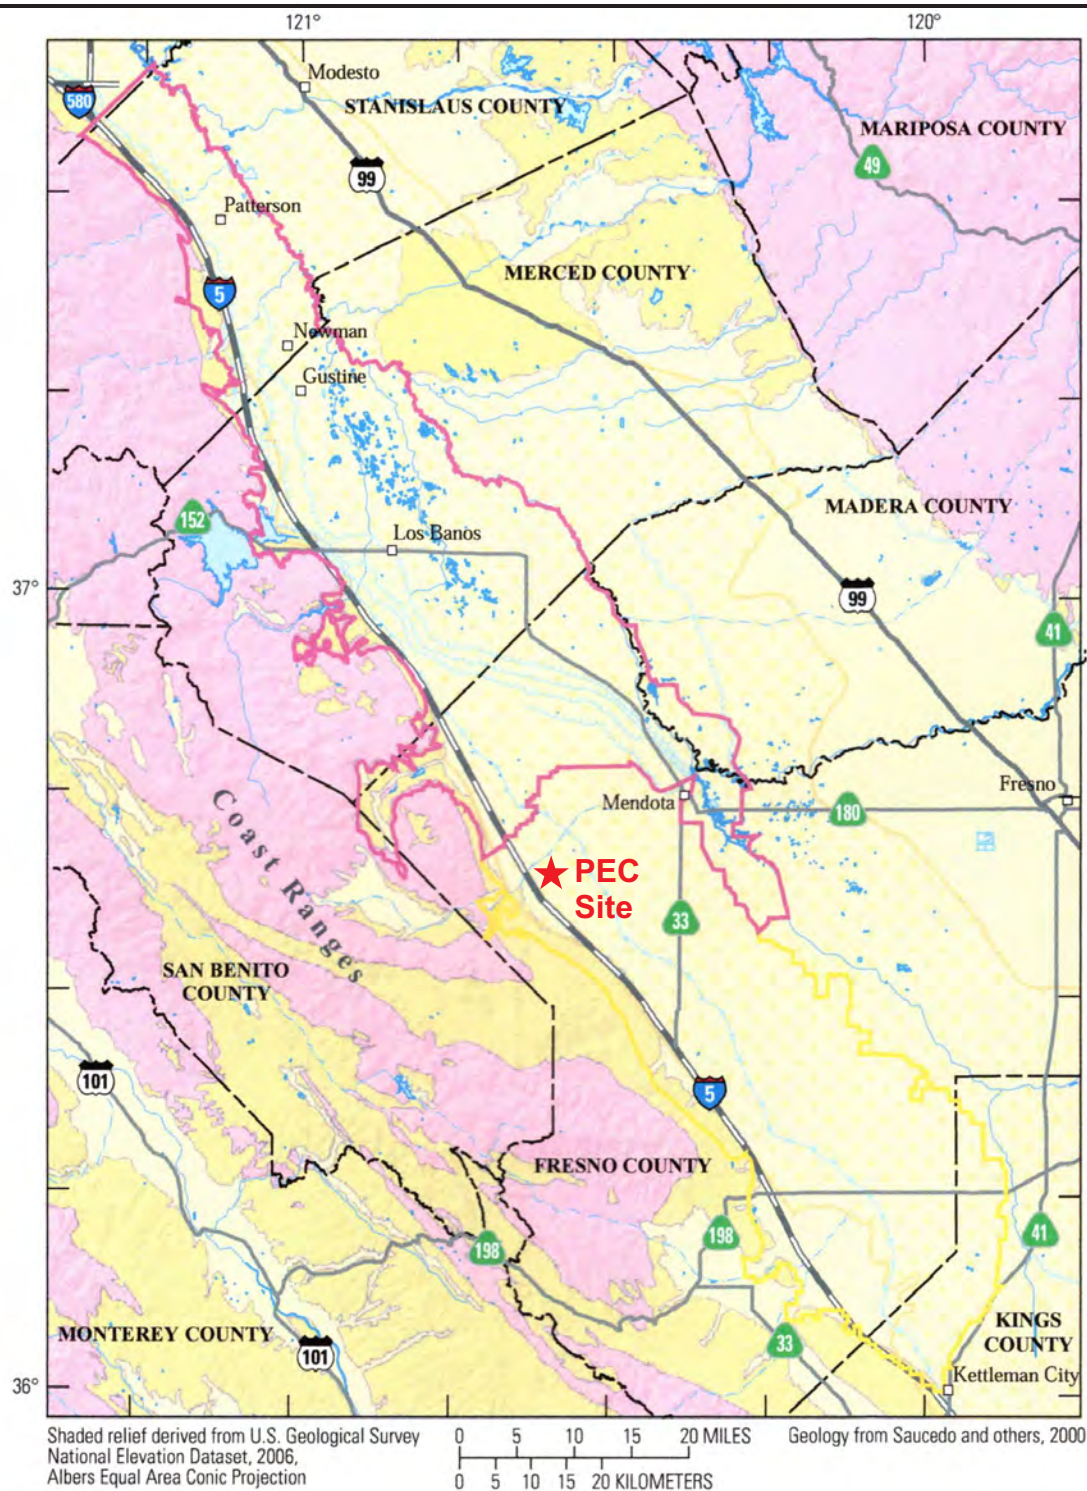 121°
120°
Modesto
580
STANISLAUS COUNTY
MARIPOSA COUNTY
49
99
Patterson
MERCED COUNTY
5
Newman
Gustine
152
Los Banos
MADERA COUNTY
37°
99
41
Mendota
Fresno
180
Coast Ranges
PEC
Site
33
SAN BENITO
COUNTY
101
5
FRESNO COUNTY
198
198
41
MONTEREY COUNTY
101
33
KINGS
COUNTY
36°
Kettleman City
Shaded relief derived from U.S. Geological Survey
National Elevation Dataset, 2006,
Albers Equal Area Conic Projection
0 5 10 15 20 MILES
0 5 10 15 20 KILOMETERS
Geology from Saucedo and others, 2000